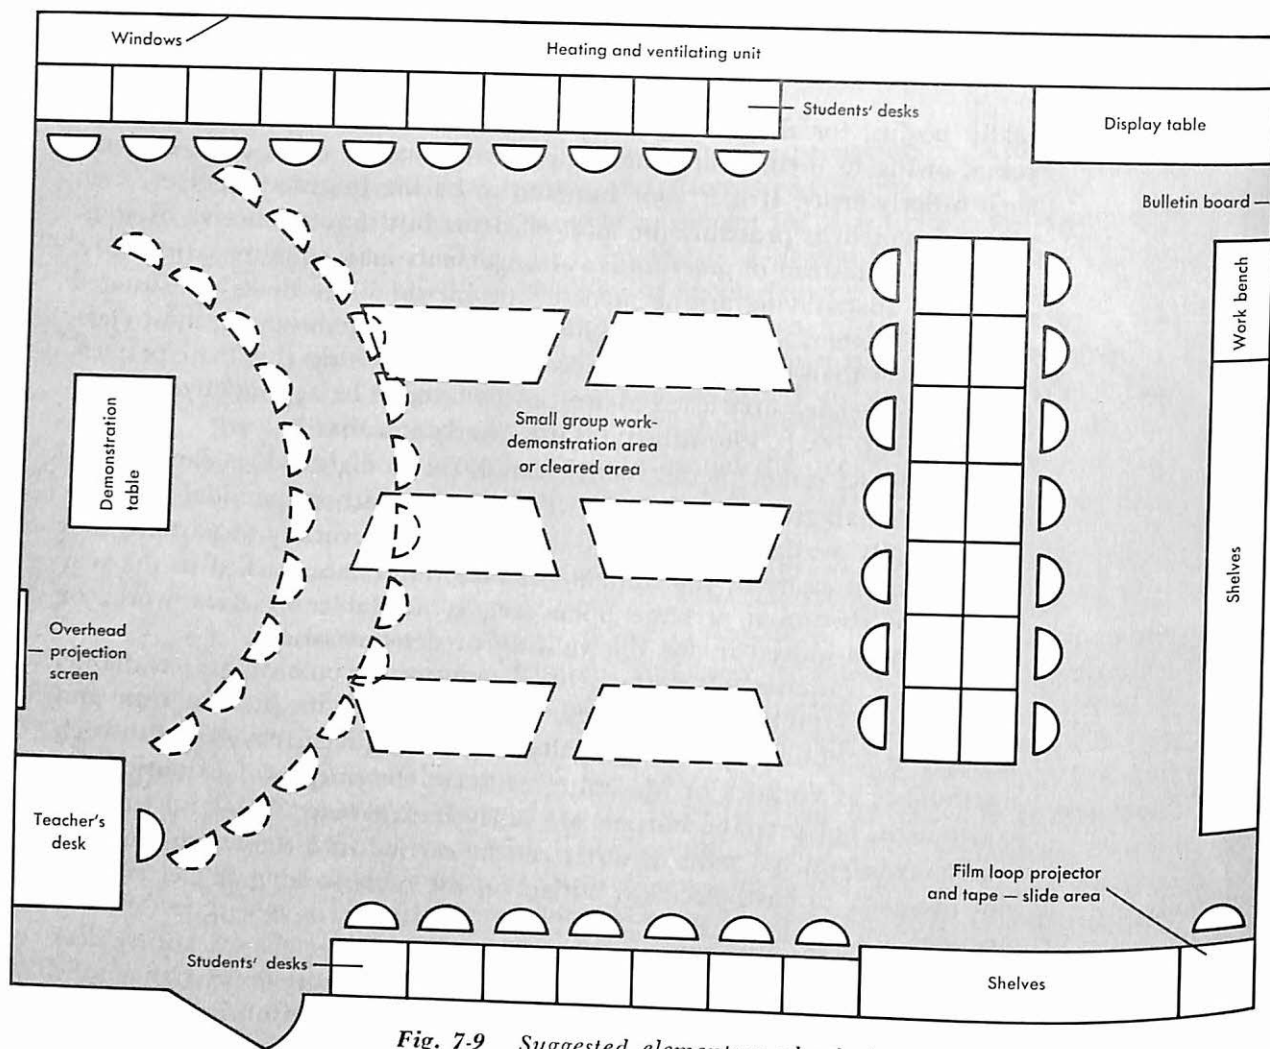 Windows
Heating and ventilating unit
Students' desks
Display table
Bulletin board
Work bench
Small group work-
demonstration area
or cleared area
Demonstration
table
Shelves
Overhead
projection
screen
Teacher's
desk
Film loop projector
and tape — slide area
Students' desks
Shelves
Fig. 7-9 Suggested elementary